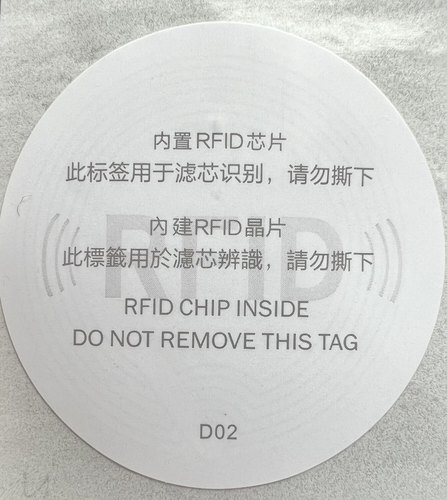 内置RFID芯片
此标签用于滤芯识别，请勿撕下
內建RFID晶片
此標籤用於濾芯辨識，請勿撕下
RFID
RFID CHIP INSIDE
DO NOT REMOVE THIS TAG
D02